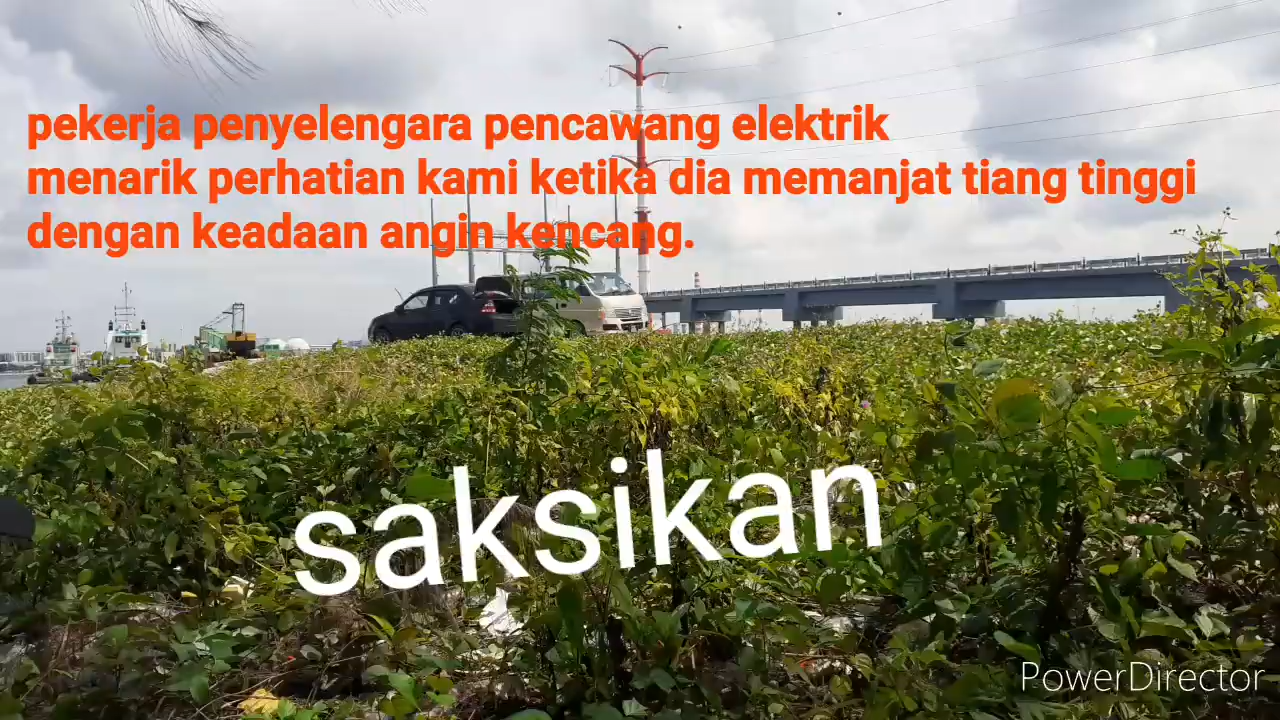 pekerja penyelengara pencawang elektrik
menarik perhatian kami ketika dia memanjat tiang tinggi
dengan keadaan angin kencang.
saksikan
PowerDirector